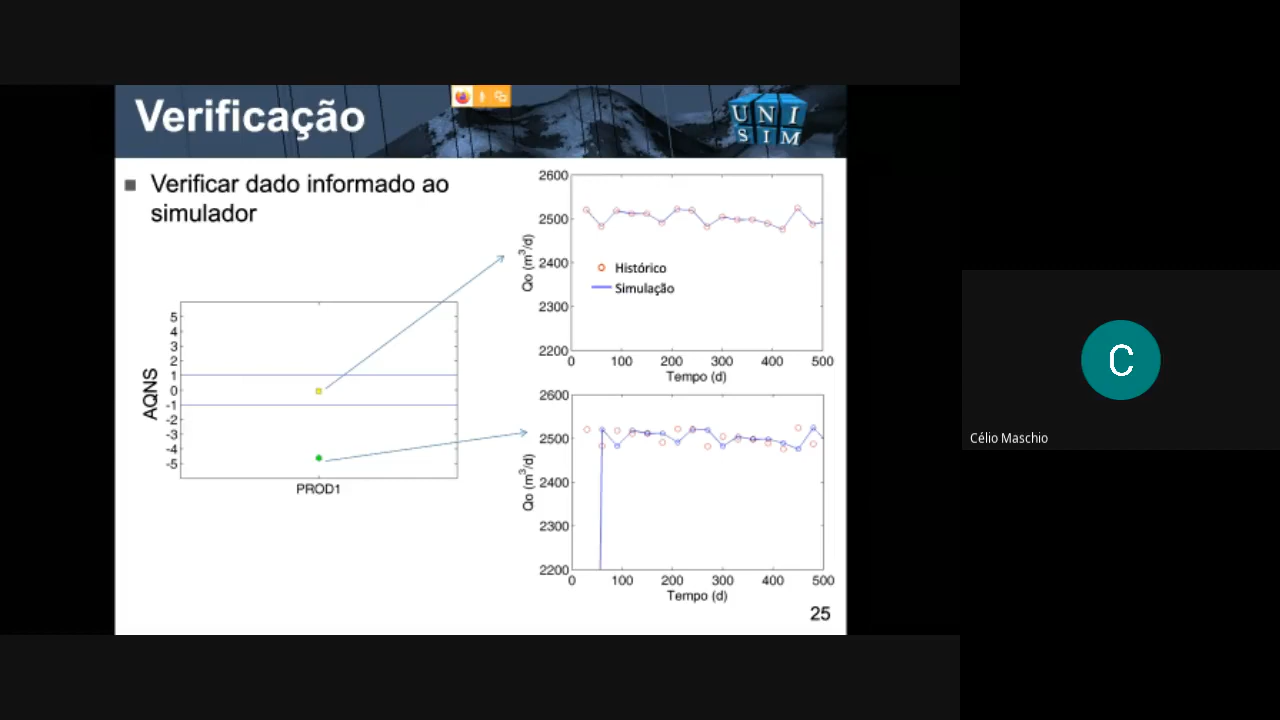 Verificação
UNI
SIM
Verificar dado informado ao
simulador
2600
2500
2400
2300
2200
Qo (m³/d)
Histórico
Simulação
0 100 200 300 400 500
Tempo (d)
5
4
3
2
1
0
-1
-2
-3
-4
-5
AQNS
PROD1
2600
2500
2400
2300
2200
Qo (m³/d)
0 100 200 300 400 500
Tempo (d)
25
C
Célio Maschio